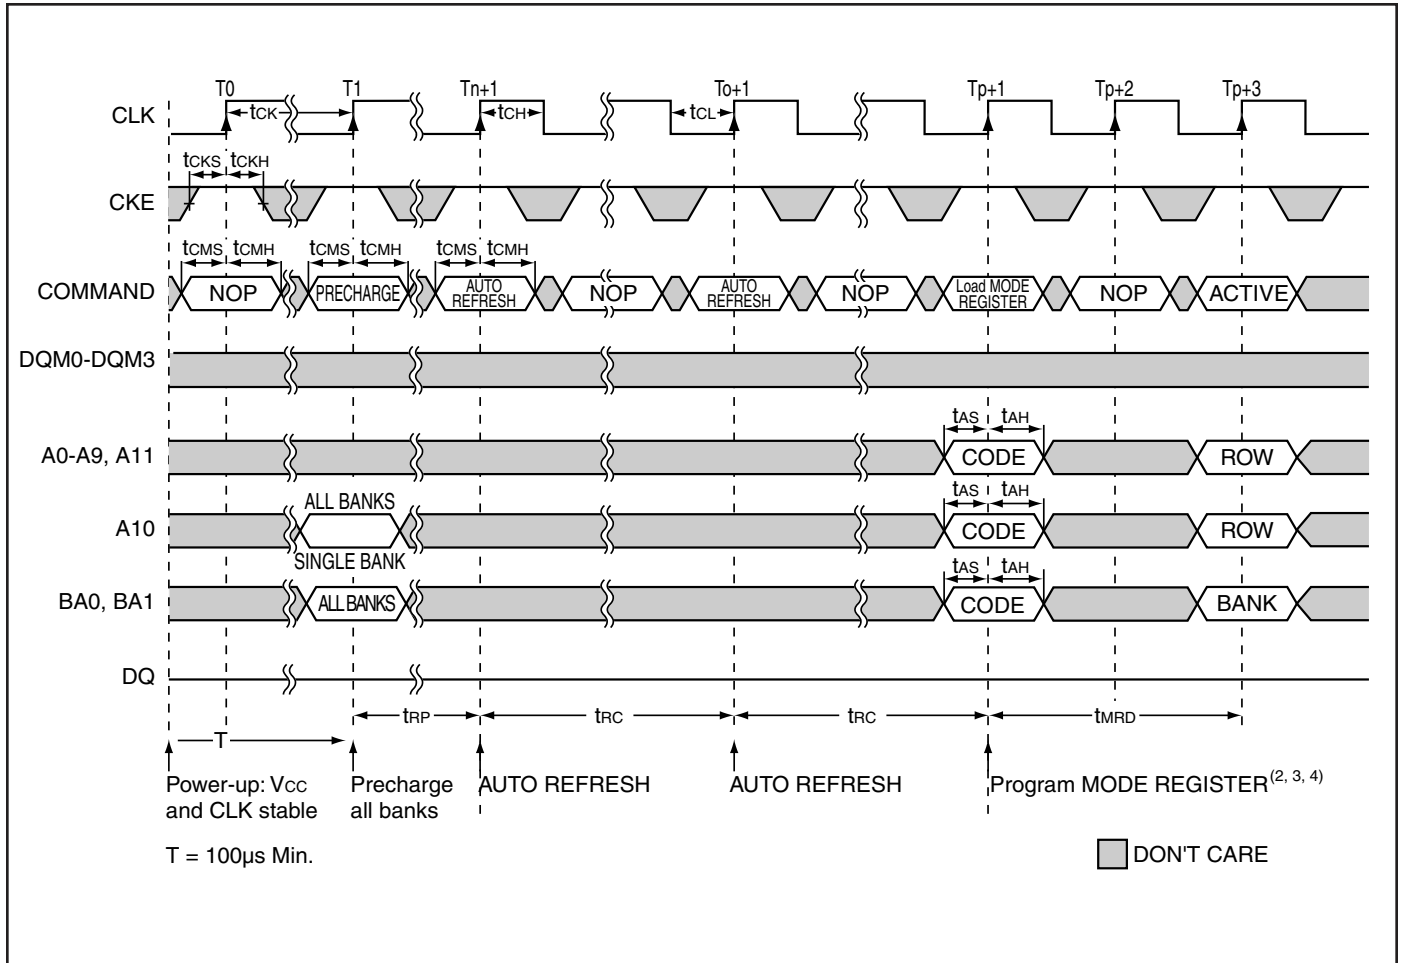 T0 T1 Tn+1 To+1 Tp+1 Tp+2 Tp+3
CLK tCK tCH tCL
tCKS tCKH
CKE
tCMS tCMH tCMS tCMH tCMS tCMH
COMMAND NOP PRECHARGE AUTO REFRESH NOP AUTO REFRESH NOP Load MODE REGISTER NOP ACTIVE
DQM0-DQM3
tAS tAH
A0-A9, A11 CODE ROW
ALL BANKS tAS tAH
A10 CODE ROW
SINGLE BANK tAS tAH
BA0, BA1 ALL BANKS CODE BANK
DQ
tRP tRC tRC tMRD
T
Power-up: VCC
and CLK stable
Precharge
all banks
AUTO REFRESH
AUTO REFRESH
Program MODE REGISTER(2, 3, 4)
T = 100µs Min.
DON'T CARE